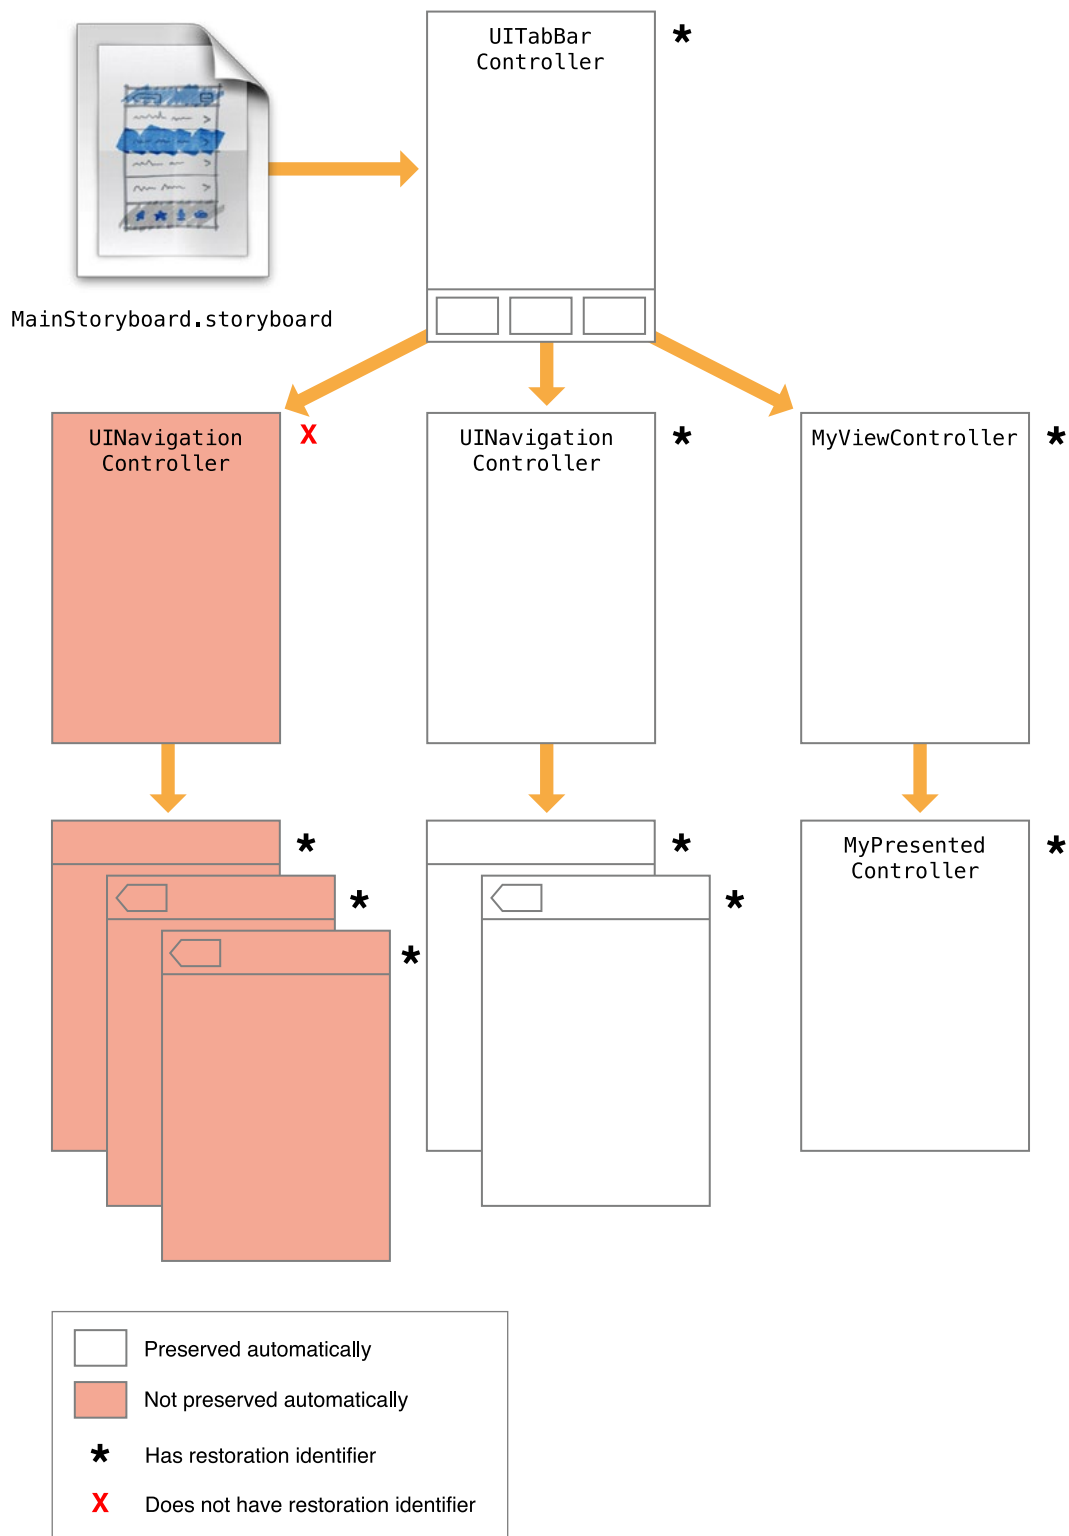 UITabBar
Controller
*
MainStoryboard.storyboard
UINavigation
Controller
X
UINavigation
Controller
*
MyViewController
*
*
*
*
*
*
MyPresented
Controller
*
Preserved automatically
Not preserved automatically
* Has restoration identifier
X Does not have restoration identifier